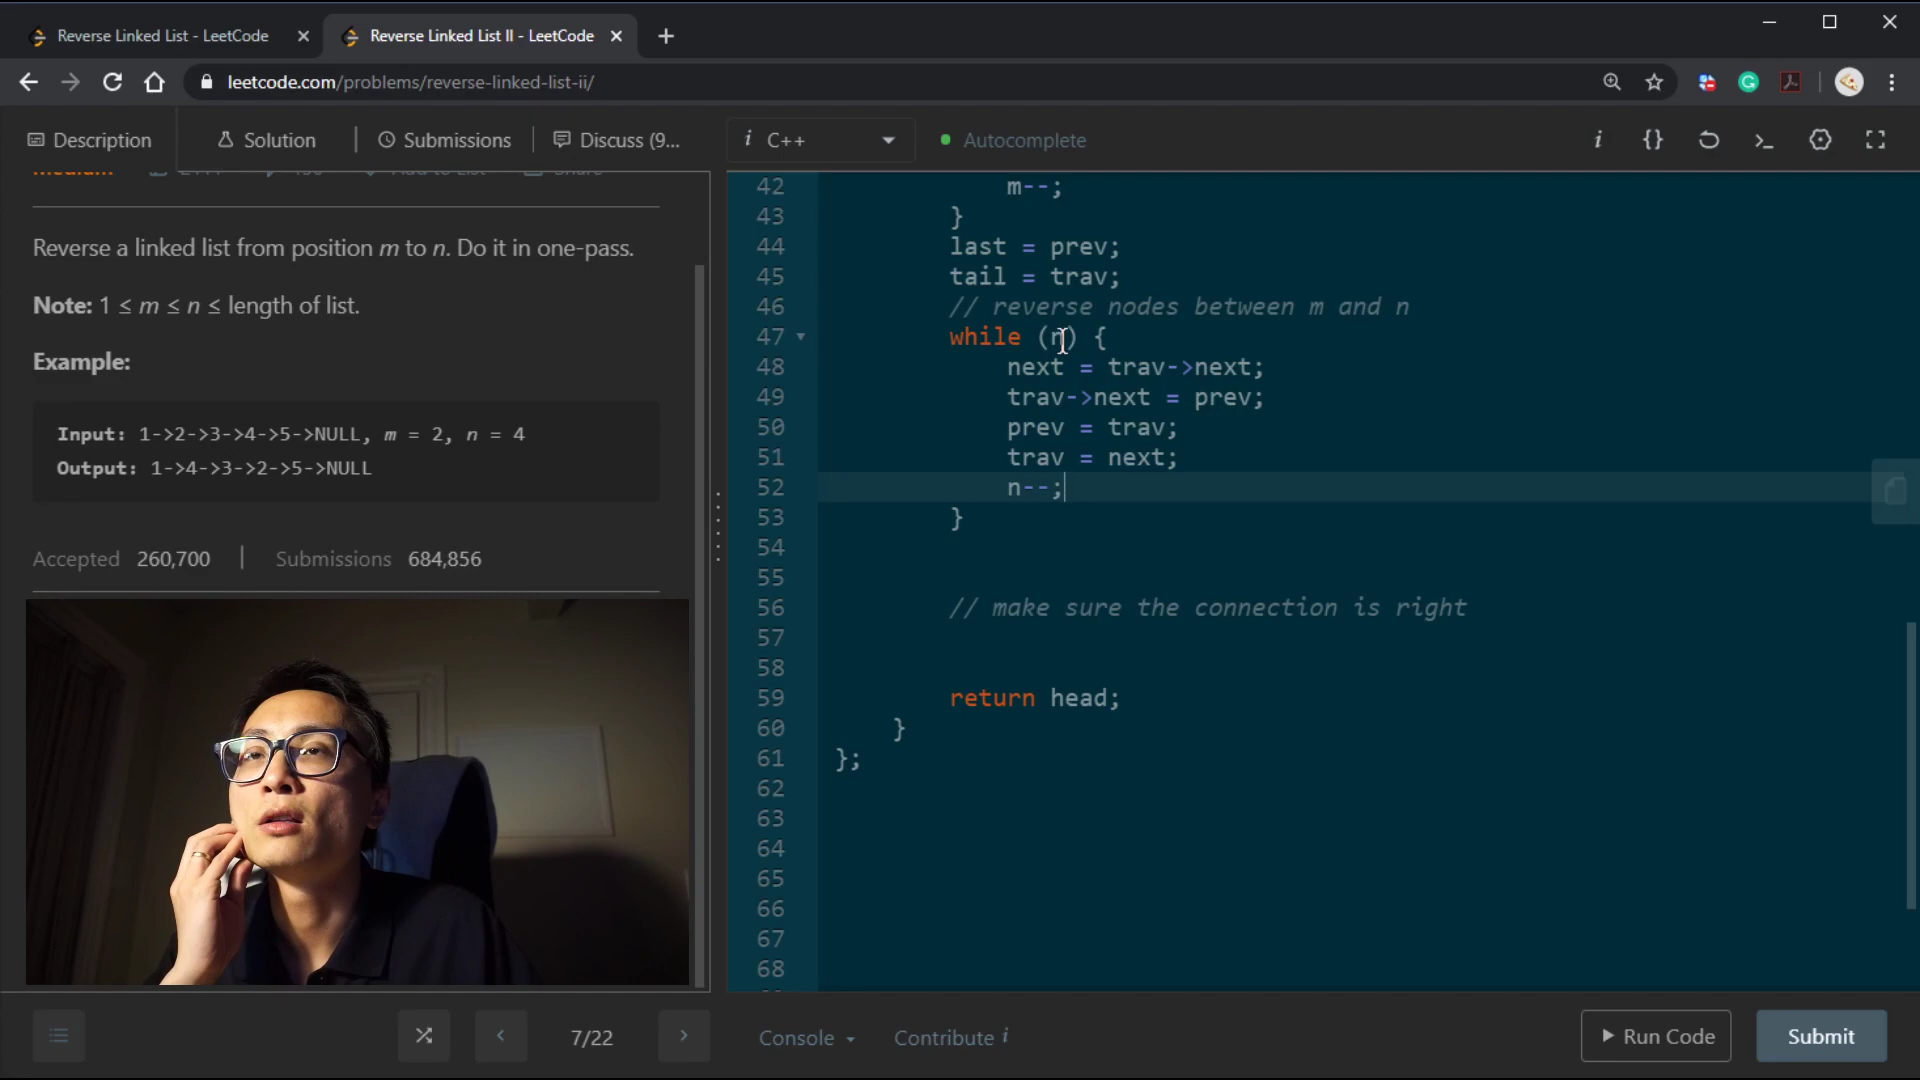 Reverse Linked List - LeetCode
Reverse Linked List II - LeetCode
leetcode.com/problems/reverse-linked-list-ii/
Description
Solution
Submissions
Discuss (9...
C++
Autocomplete
Medium
Add to List
Share
Reverse a linked list from position m to n. Do it in one-pass.
Note: 1 ≤ m ≤ n ≤ length of list.
Example:
Input: 1->2->3->4->5->NULL, m = 2, n = 4
Output: 1->4->3->2->5->NULL
Accepted 260,700 | Submissions 684,856
42 m--;
43 }
44 last = prev;
45 tail = trav;
46 // reverse nodes between m and n
47 while (n) {
48 next = trav->next;
49 trav->next = prev;
50 prev = trav;
51 trav = next;
52 n--;
53 }
54
55
56 // make sure the connection is right
57
58
59 return head;
60 }
61 };
62
63
64
65
66
67
68
7/22
Console
Contribute i
Run Code
Submit